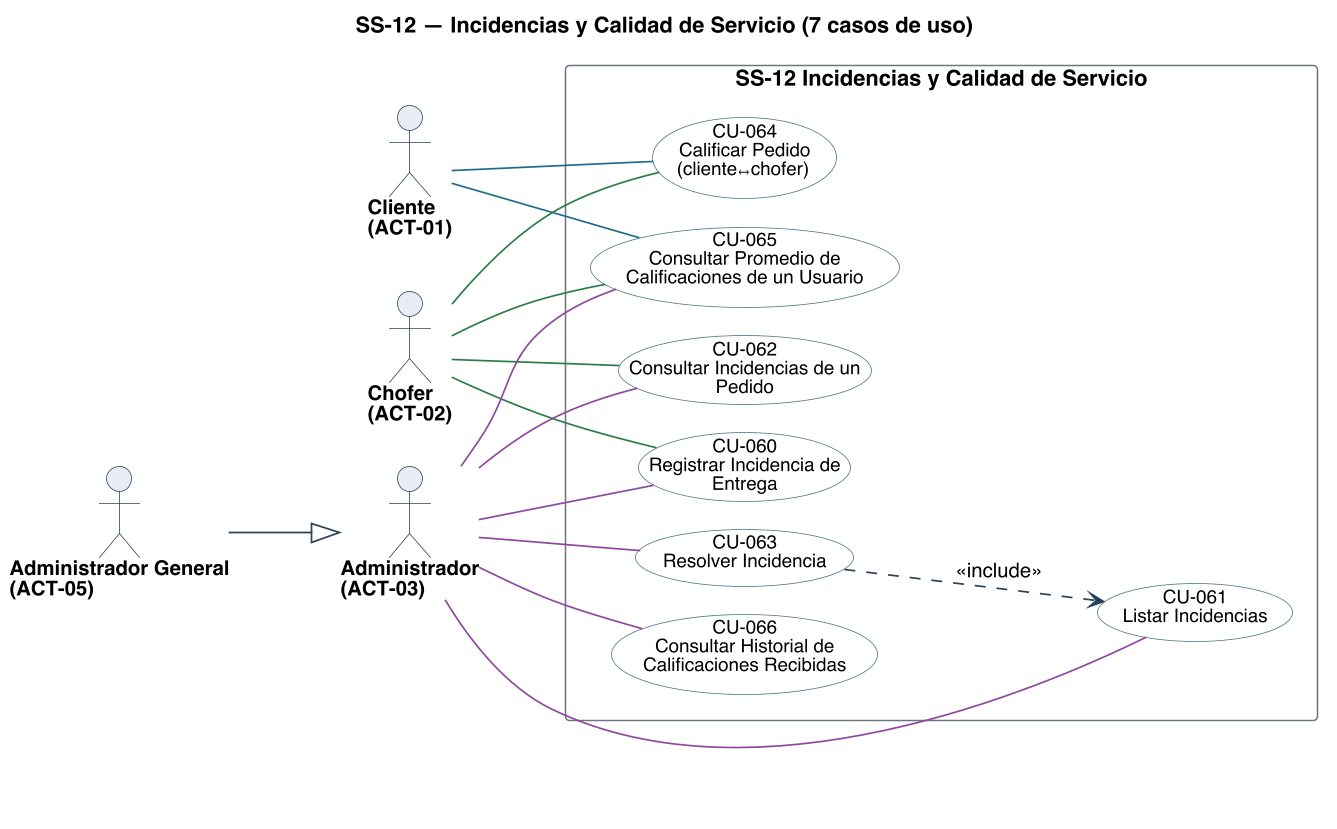 SS-12 — Incidencias y Calidad de Servicio (7 casos de uso)
SS-12 Incidencias y Calidad de Servicio
Cliente
(ACT-01)
Chofer
(ACT-02)
Administrador General
(ACT-05)
Administrador
(ACT-03)
CU-064
Calificar Pedido
(cliente↔chofer)
CU-065
Consultar Promedio de
Calificaciones de un Usuario
CU-062
Consultar Incidencias de un
Pedido
CU-060
Registrar Incidencia de
Entrega
CU-063
Resolver Incidencia
«include»
CU-061
Listar Incidencias
CU-066
Consultar Historial de
Calificaciones Recibidas